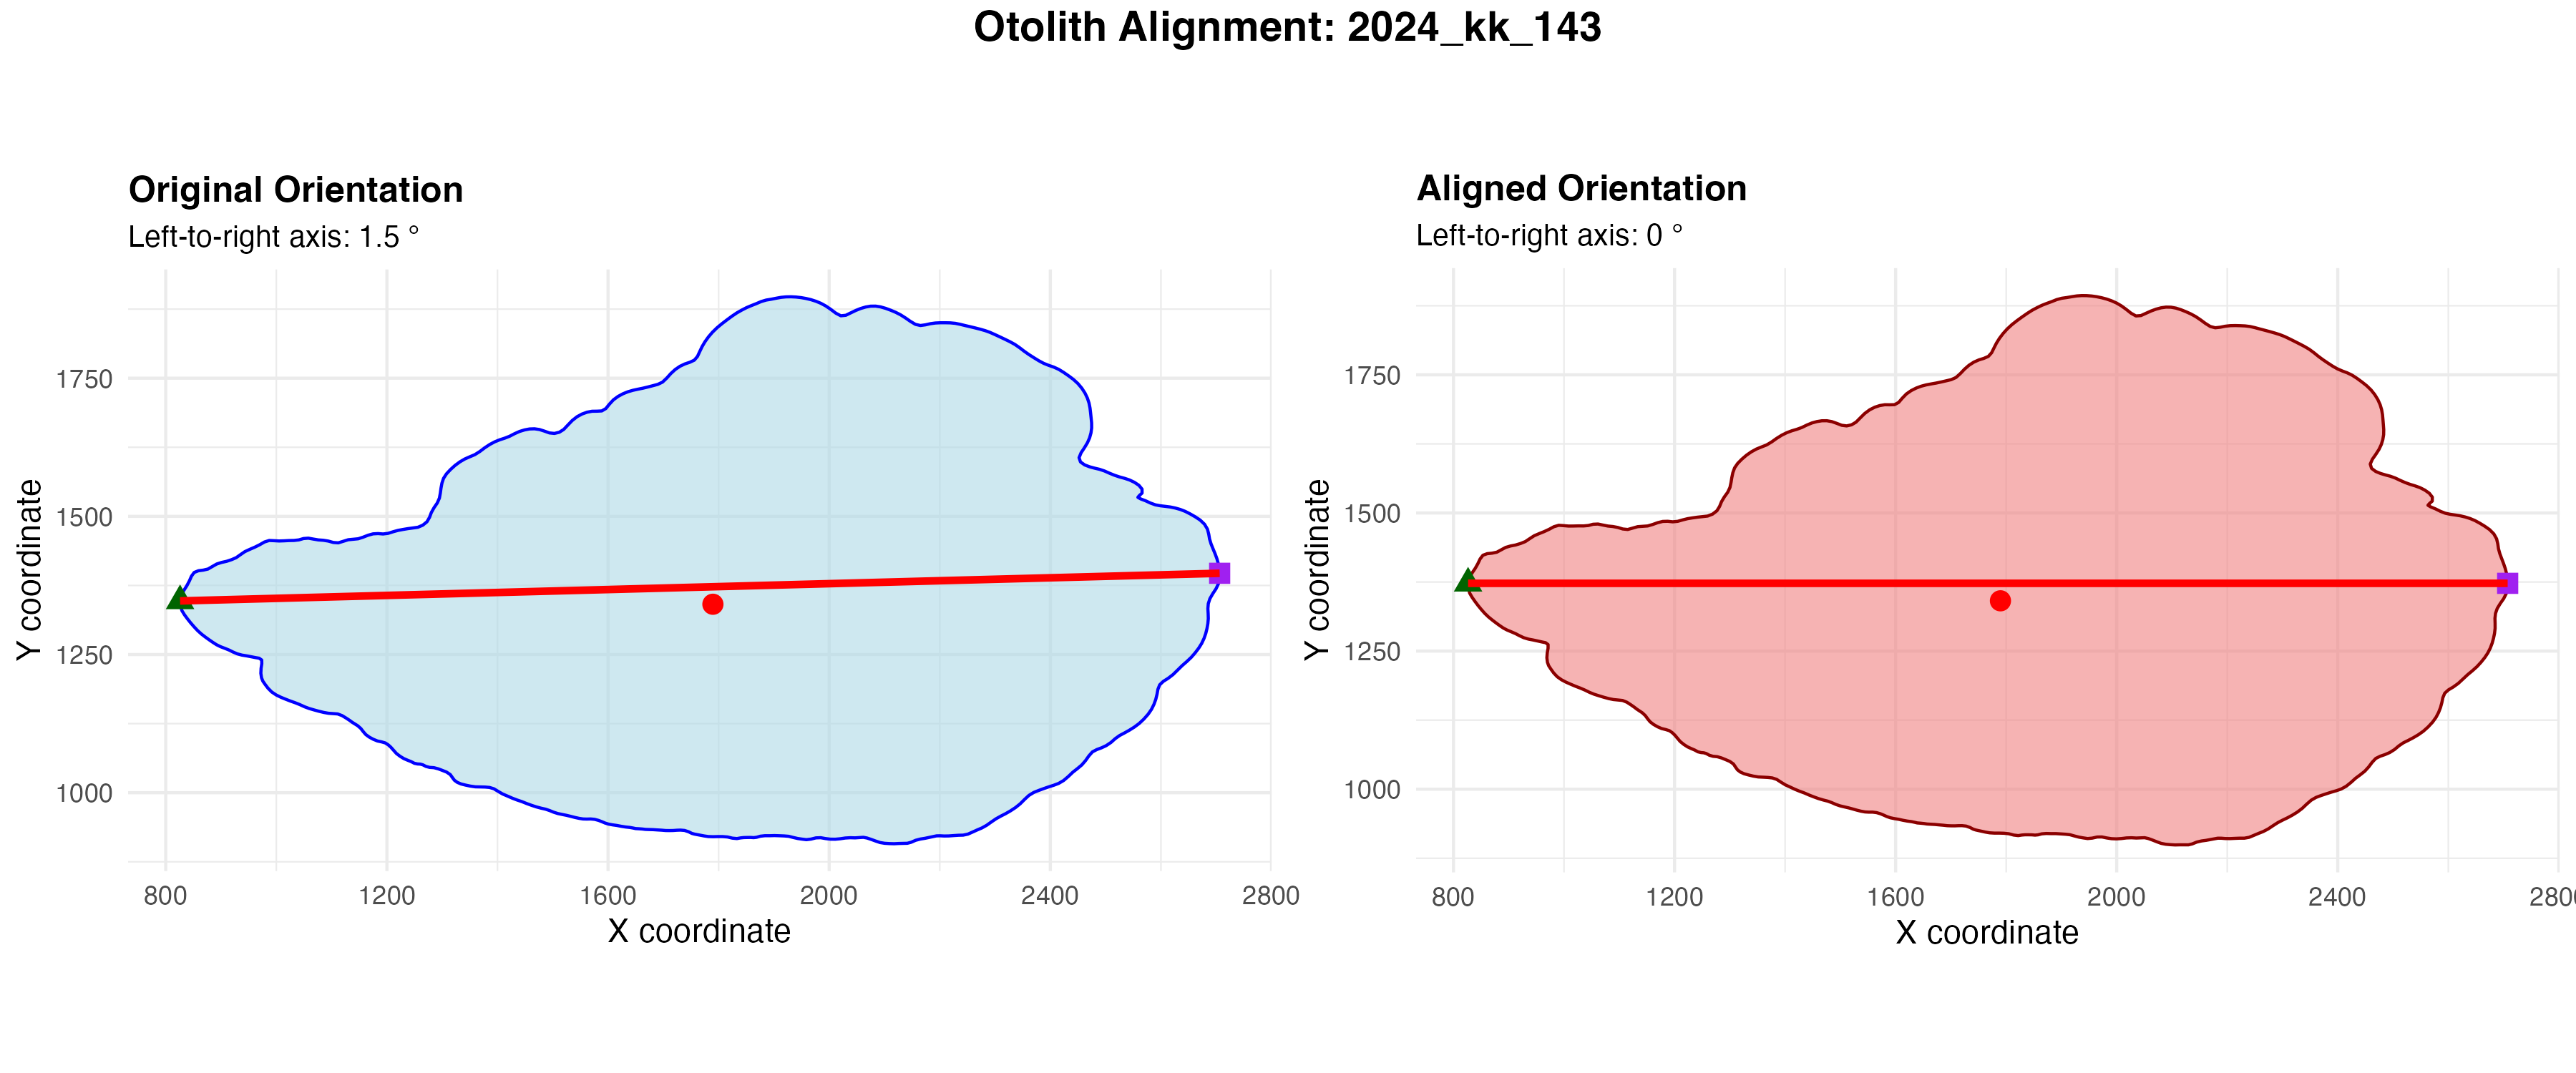 Otolith Alignment: 2024_kk_143
Original Orientation
Left-to-right axis: 1.5 °
Y coordinate
1750
1500
1250
1000
800 1200 1600 2000 2400 2800
X coordinate
Aligned Orientation
Left-to-right axis: 0 °
Y coordinate
1750
1500
1250
1000
800 1200 1600 2000 2400 280
X coordinate